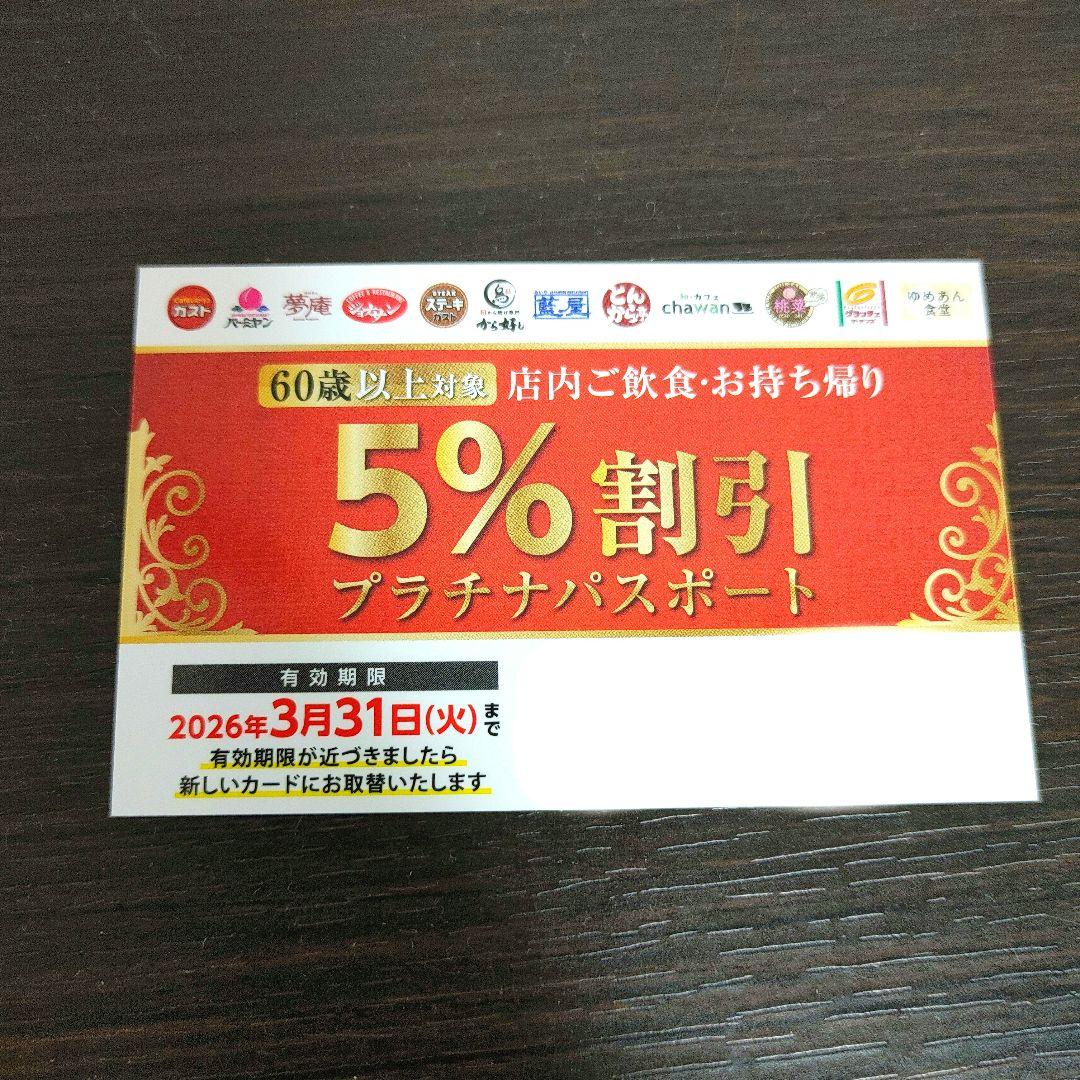 ガスト
バーミヤン
夢庵
COFFEE & RESTAURANT
ジョナサン
STEAK
ステーキ
ガスト
から好し
藍屋
とんから亭
和・カフェ
chawan
桃菜
グラッチェ
ゆめあん
食堂
60歳以上対象 店内ご飲食・お持ち帰り
5%割引
プラチナパスポート
有効期限
2026年3月31日(火)まで
有効期限が近づきましたら
新しいカードにお取替いたします